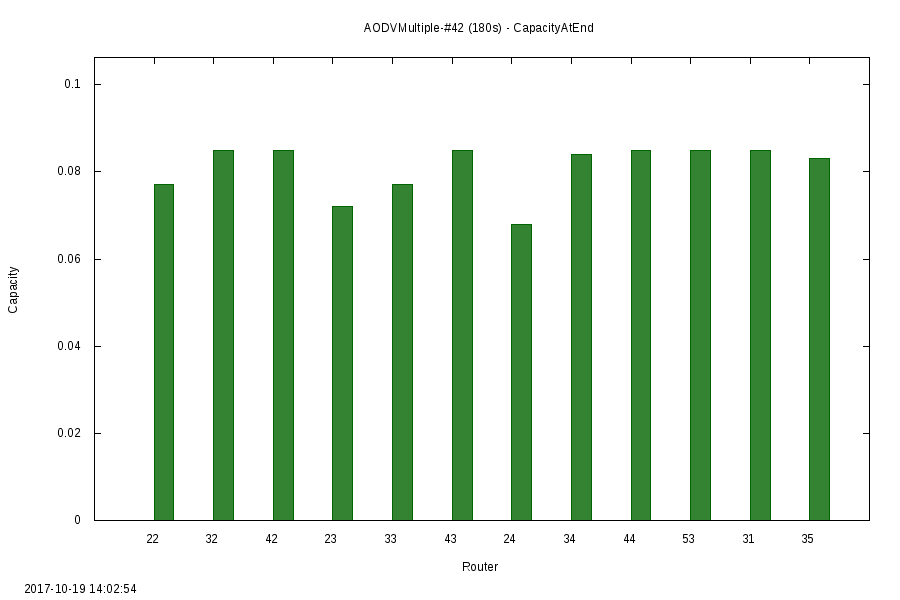 AODVMultiple-#42 (180s) - CapacityAtEnd
0.1
0.08
0.06
0.04
0.02
0
Capacity
22 32 42 23 33 43 24 34 44 53 31 35
Router
2017-10-19 14:02:54